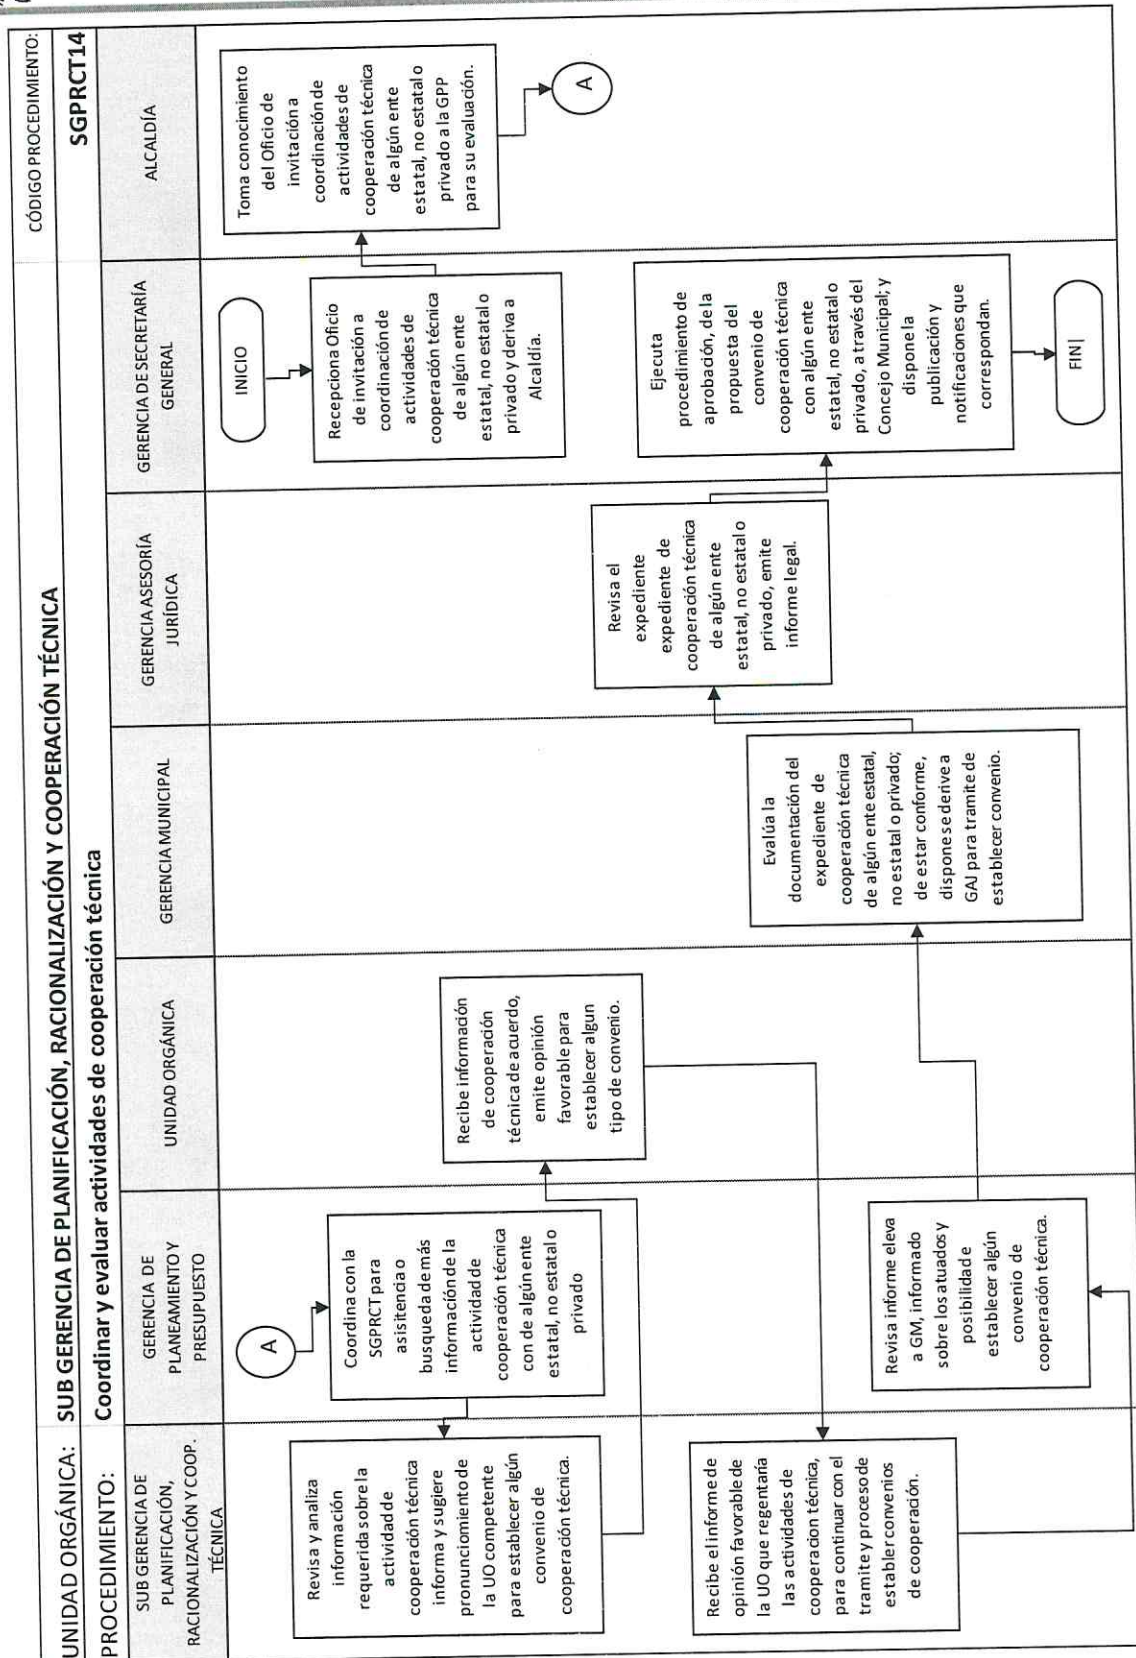 UNIDAD ORGÁNICA: SUB GERENCIA DE PLANIFICACIÓN, RACIONALIZACIÓN Y COOPERACIÓN TÉCNICA
CÓDIGO PROCEDIMIENTO:
PROCEDIMIENTO: Coordinar y evaluar actividades de cooperación técnica
SGPRCT14
SUB GERENCIA DE
PLANIFICACIÓN,
RACIONALIZACIÓN Y COOP.
TÉCNICA
GERENCIA DE
PLANEAMIENTO Y
PRESUPUESTO
UNIDAD ORGÁNICA
GERENCIA MUNICIPAL
GERENCIA ASESORÍA
JURÍDICA
GERENCIA DE SECRETARÍA
GENERAL
ALCALDÍA
INICIO
Recepciona Oficio
de invitación a
coordinación de
actividades de
cooperación técnica
de algún ente
estatal, no estatal o
privado y deriva a
Alcaldía.
Toma conocimiento
del Oficio de
invitación a
coordinación de
actividades de
cooperación técnica
de algún ente
estatal, no estatal o
privado a la GPP
para su evaluación.
A
A
Coordina con la
SGPRCT para
asisitencia o
busqueda de más
información de la
actividad de
cooperación técnica
con de algún ente
estatal, no estatal o
privado
Revisa y analiza
información
requerida sobre la
actividad de
cooperación técnica
informa y sugiere
pronunciomiento de
la UO competente
para establecer algún
convenio de
cooperación técnica.
Recibe información
de cooperación
técnica de acuerdo,
emite opinión
favorable para
establecer algun
tipo de convenio.
Recibe el informe de
opinión favorable de
la UO que regentaría
las actividades de
cooperacion técnica,
para continuar con el
tramite y proceso de
establer convenios
de cooperación.
Revisa informe eleva
a GM, informado
sobre los atuados y
posibilidad e
establecer algún
convenio de
cooperación técnica.
Evalúa la
documentación del
expediente de
cooperación técnica
de algún ente estatal,
no estatal o privado;
de estar conforme,
dispone se derive a
GAJ para tramite de
establecer convenio.
Revisa el
expediente
expediente de
cooperación técnica
de algún ente
estatal, no estatal o
privado, emite
informe legal.
Ejecuta
procedimiento de
aprobación, de la
propuesta del
convenio de
cooperación técnica
con algún ente
estatal, no estatal o
privado, a través del
Concejo Municipal; y
dispone la
publicación y
notificaciones que
correspondan.
FIN|